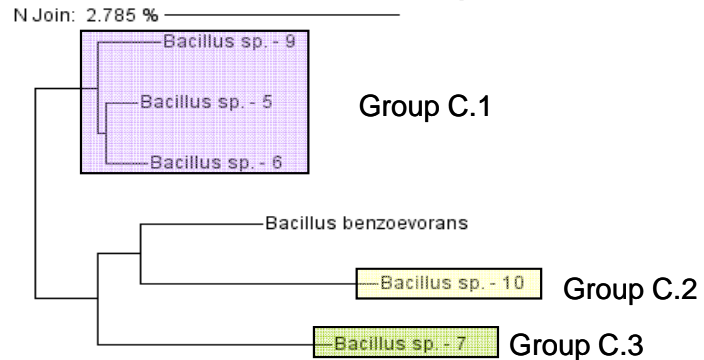 N Join: 2.785 %
Bacillus sp. - 9
Bacillus sp. - 5
Group C.1
Bacillus sp. - 6
Bacillus benzoevorans
Bacillus sp. - 10
Group C.2
Bacillus sp. - 7
Group C.3